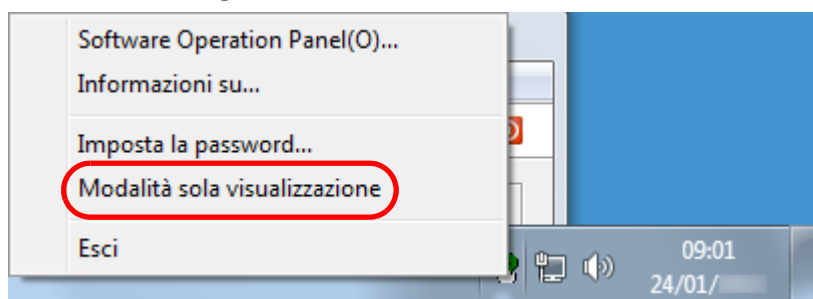 Software Operation Panel(O)...
Informazioni su...
Imposta la password...
Modalità sola visualizzazione
Esci
09:01
24/01/